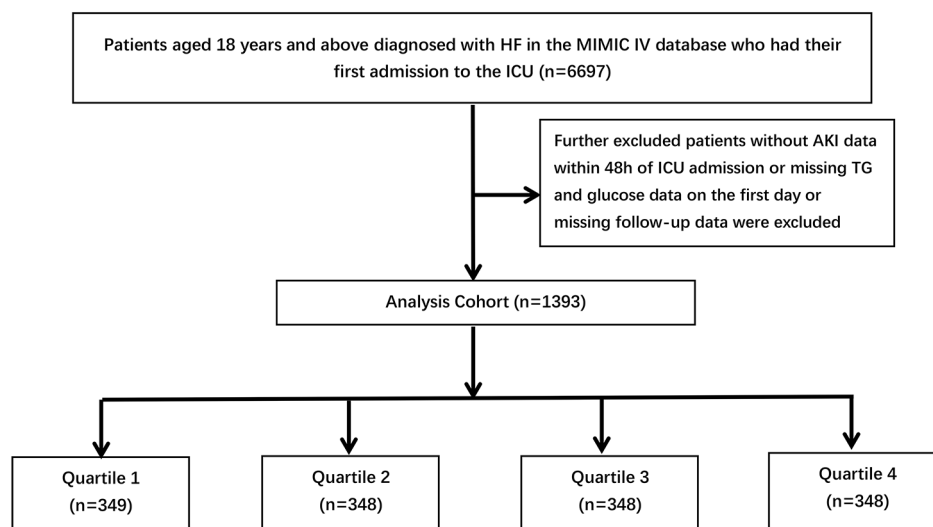 Patients aged 18 years and above diagnosed with HF in the MIMIC IV database who had their
first admission to the ICU (n=6697)
Further excluded patients without AKI data
within 48h of ICU admission or missing TG
and glucose data on the first day or
missing follow-up data were excluded
Analysis Cohort (n=1393)
Quartile 1
(n=349)
Quartile 2
(n=348)
Quartile 3
(n=348)
Quartile 4
(n=348)